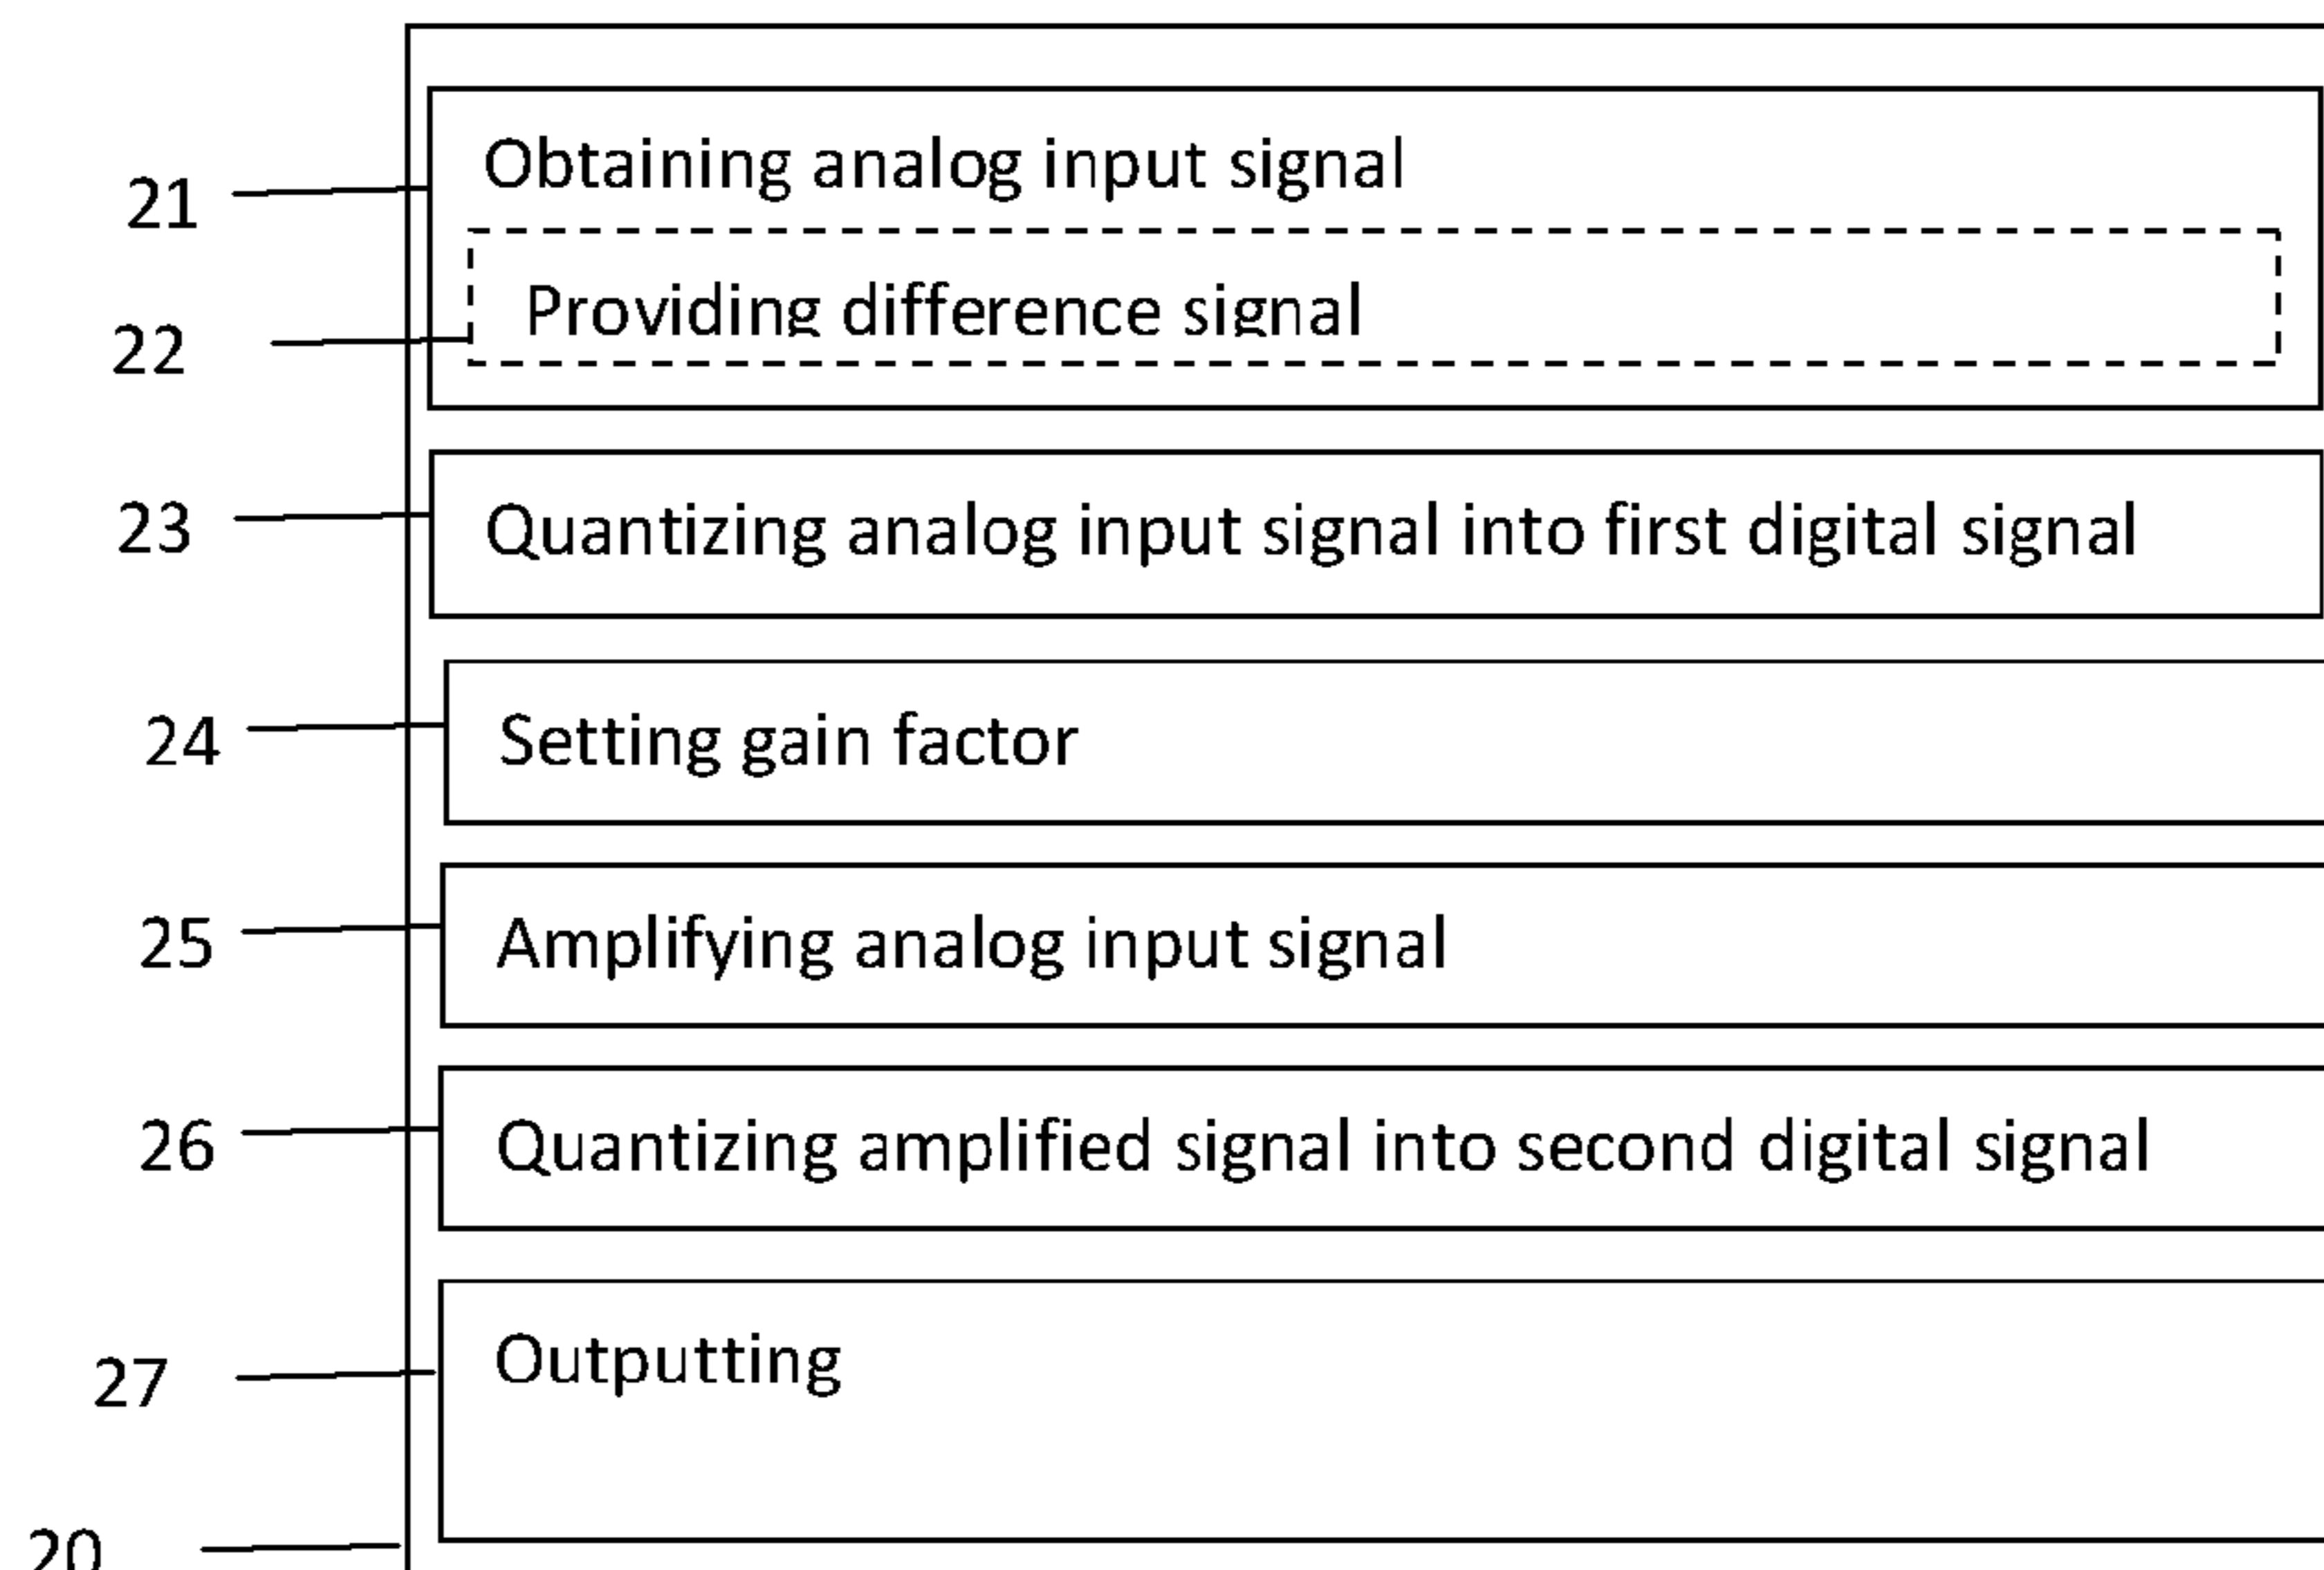 21 Obtaining analog input signal
22 Providing difference signal
23 Quantizing analog input signal into first digital signal
24 Setting gain factor
25 Amplifying analog input signal
26 Quantizing amplified signal into second digital signal
27 Outputting
20